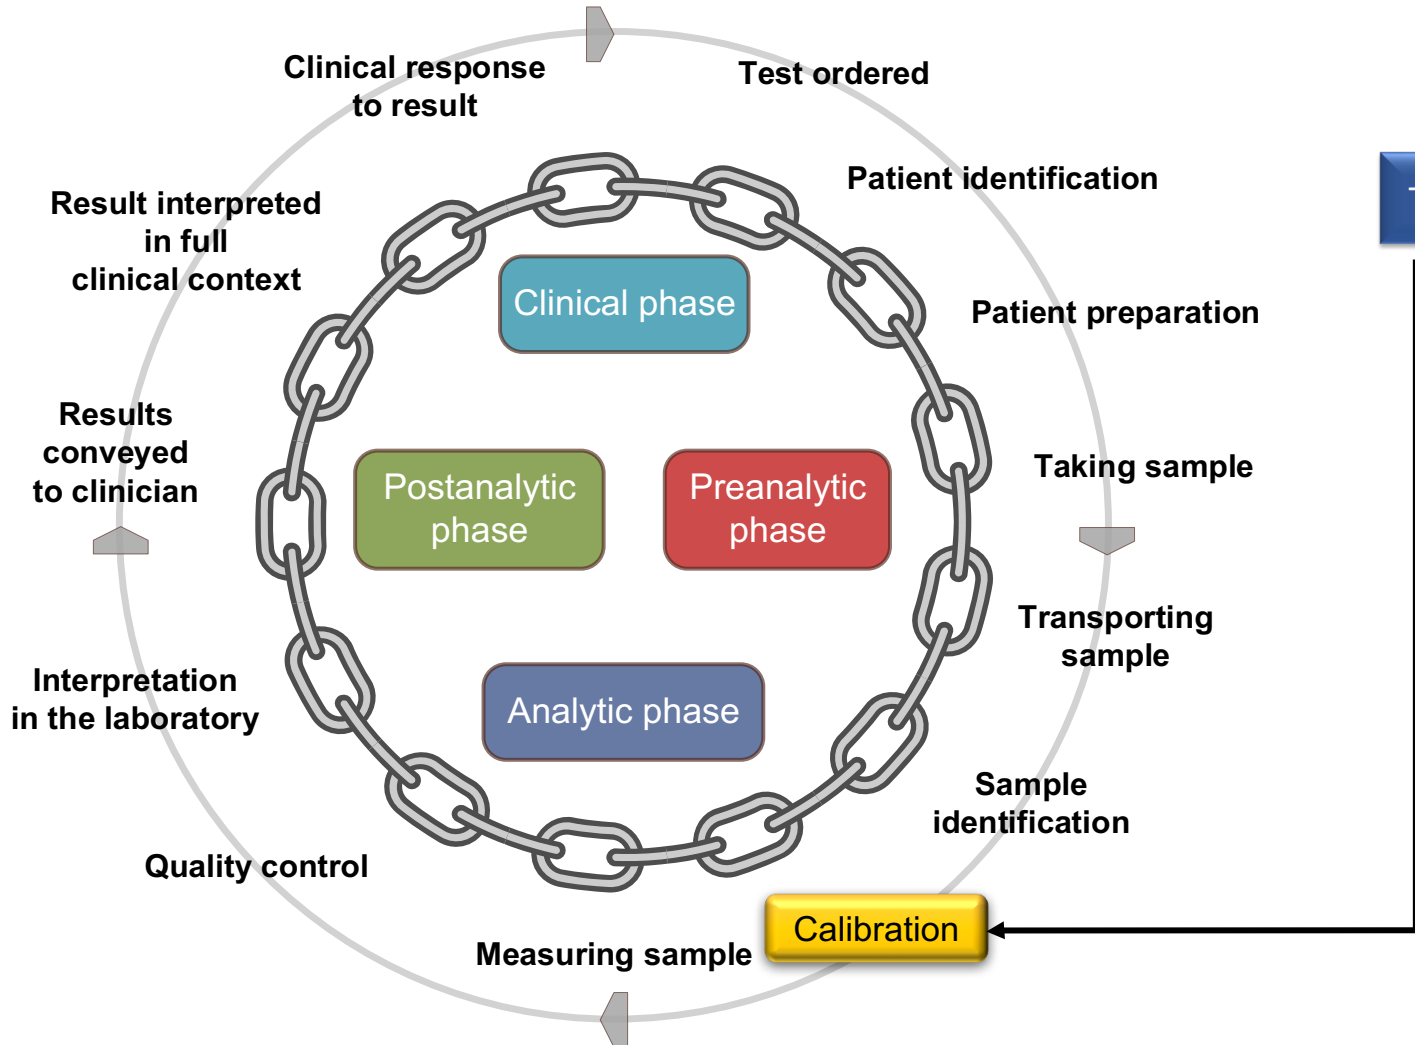 Clinical response
to result
Test ordered
Patient identification
Result interpreted
in full
clinical context
Clinical phase
Patient preparation
Results
conveyed
to clinician
Postanalytic
phase
Preanalytic
phase
Taking sample
Transporting
sample
Interpretation
in the laboratory
Analytic phase
Sample
identification
Quality control
Calibration
Measuring sample